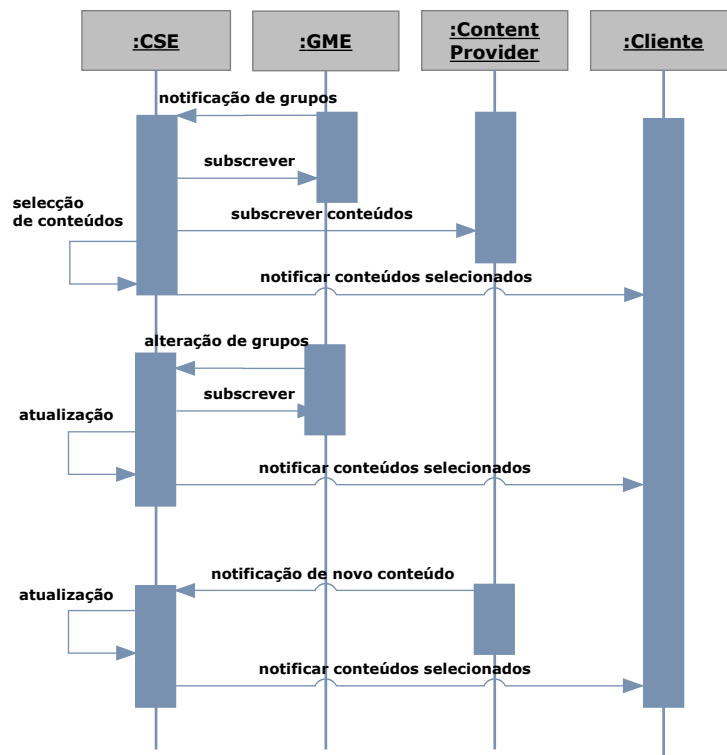 :CSE
:GME
:Content
Provider
:Cliente
notificação de grupos
subscrever
selecção
de conteúdos
subscrever conteúdos
notificar conteúdos selecionados
alteração de grupos
subscrever
atualização
notificar conteúdos selecionados
notificação de novo conteúdo
atualização
notificar conteúdos selecionados